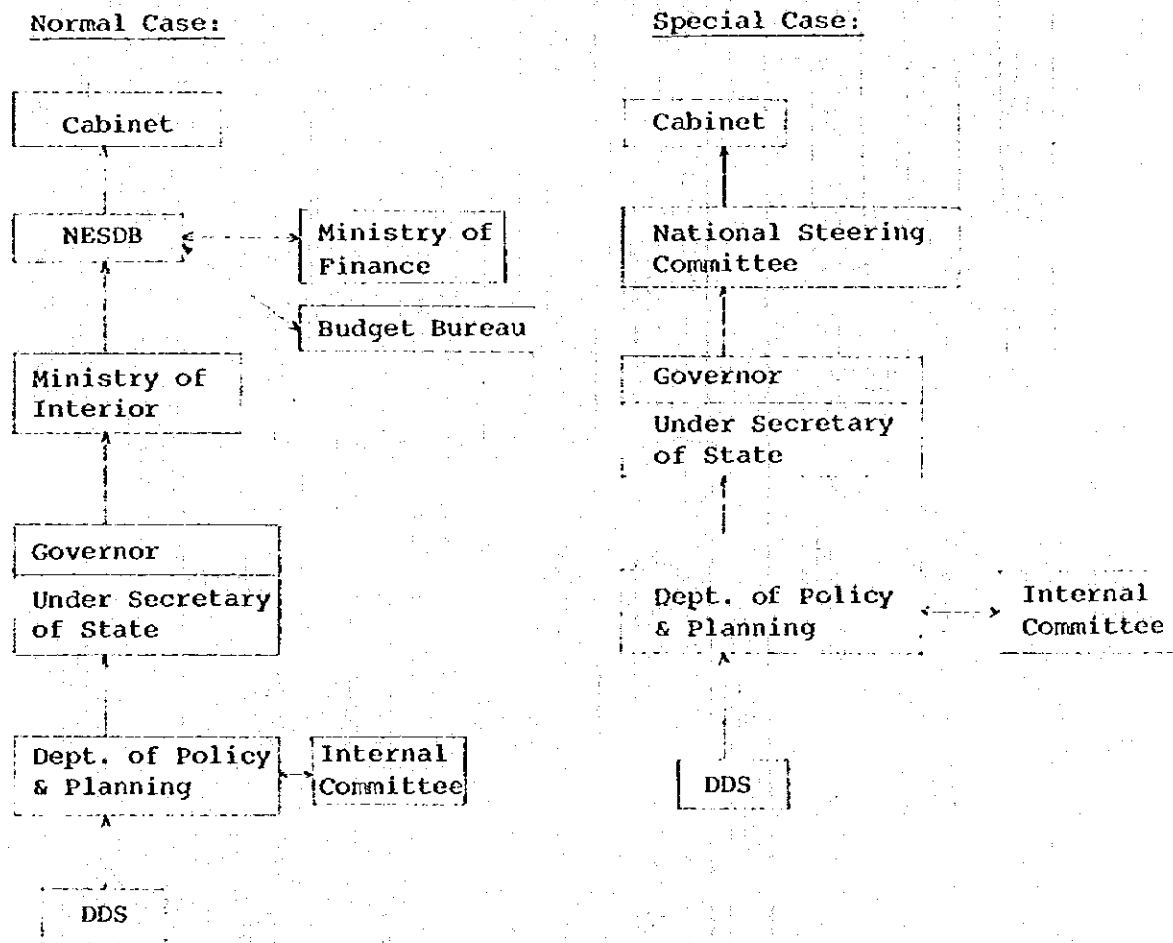 Normal Case:
Cabinet
NESDB
Ministry of
Finance
Budget Bureau
Ministry of
Interior
Governor
Under Secretary
of State
Dept. of Policy
& Planning
Internal
Committee
DDS
Special Case:
Cabinet
National Steering
Committee
Governor
Under Secretary
of State
Dept. of Policy
& Planning
Internal
Committee
DDS